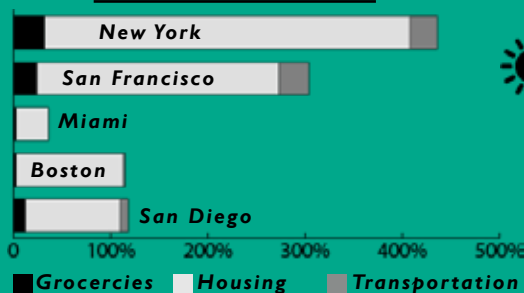 New York
San Francisco
Miami
Boston
San Diego
0 100% 200% 300% 400% 500%
Grocercies Housing Transportation